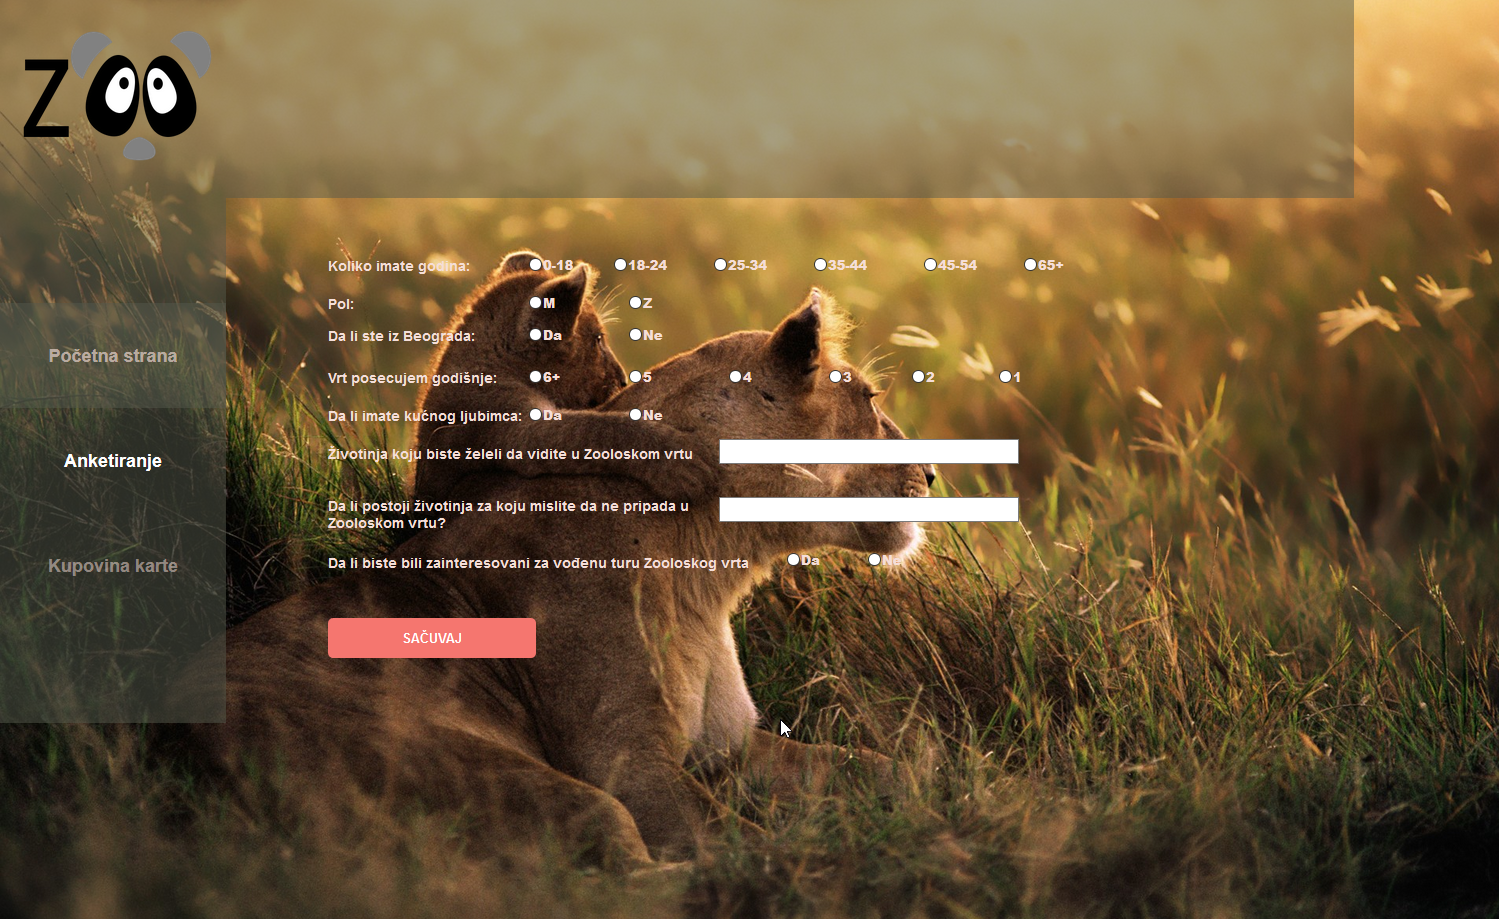 ZOO
Početna strana
Anketiranje
Kupovina karte
Koliko imate godina: 0-18 18-24 25-34 35-44 45-54 65+
Pol: M Z
Da li ste iz Beograda: Da Ne
Vrt posecujem godišnje: 6+ 5 4 3 2 1
Da li imate kućnog ljubimca: Da Ne
Životinja koju biste želeli da vidite u Zooloskom vrtu
Da li postoji životinja za koju mislite da ne pripada u
Zooloskom vrtu?
Da li biste bili zainteresovani za vođenu turu Zooloskog vrta Da Ne
SAČUVAJ